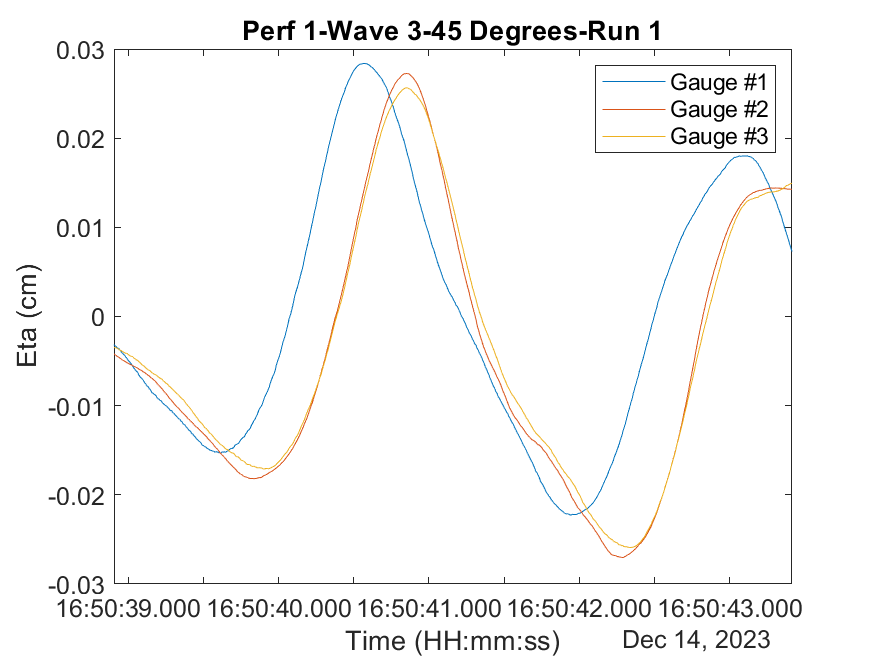 Perf 1-Wave 3-45 Degrees-Run 1
0.03
0.02
0.01
0
-0.01
-0.02
-0.03
Eta (cm)
Gauge #1
Gauge #2
Gauge #3
16:50:39.000 16:50:40.000 16:50:41.000 16:50:42.000 16:50:43.000
Time (HH:mm:ss)
Dec 14, 2023